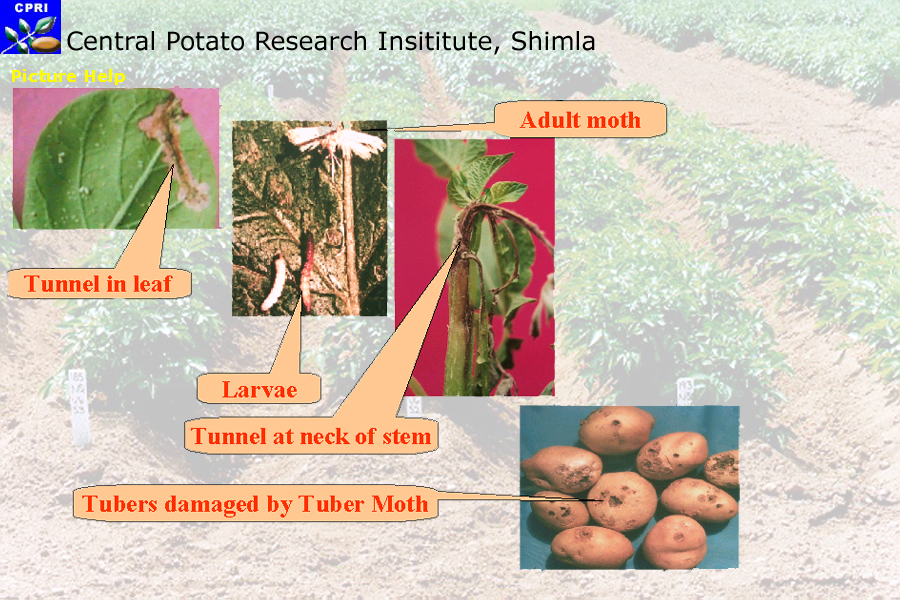 CPRI
Central Potato Research Insititute, Shimla
Picture Help
Adult moth
Tunnel in leaf
Larvae
Tunnel at neck of stem
Tubers damaged by Tuber Moth